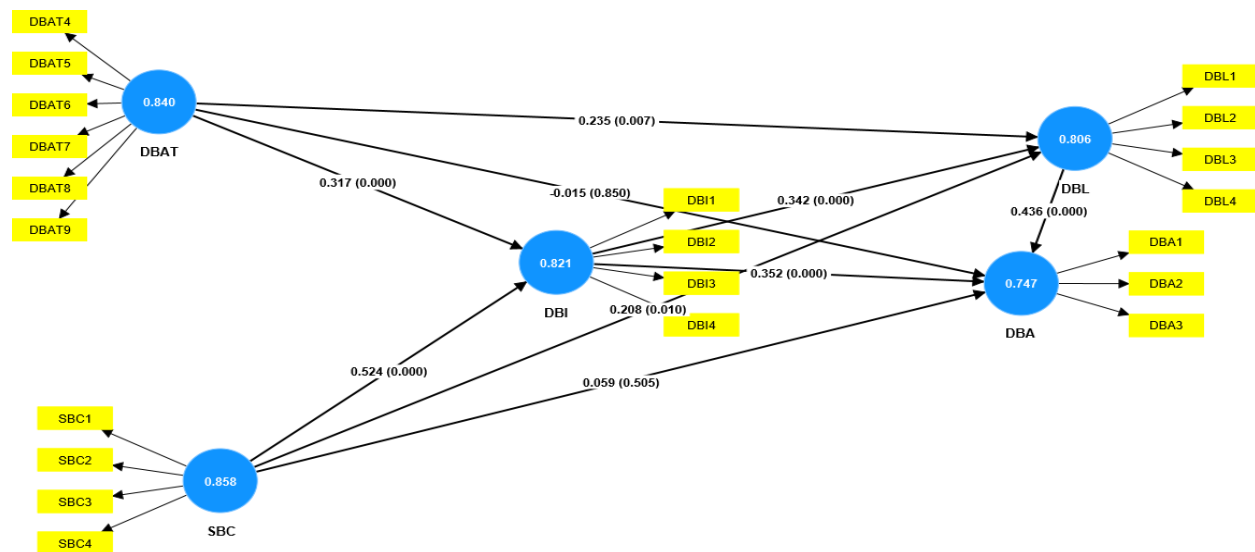 DBAT4
DBAT5
DBAT6
DBAT7
DBAT8
DBAT9
0.840
DBAT
0.235 (0.007)
0.317 (0.000)
-0.015 (0.850)
0.342 (0.000)
DBL1
DBL2
DBL3
DBL4
0.806
DBL
0.436 (0.000)
DBI1
DBI2
DBI3
DBI4
0.821
DBI
0.352 (0.000)
0.208 (0.010)
DBA1
DBA2
DBA3
0.747
DBA
0.524 (0.000)
0.059 (0.505)
SBC1
SBC2
SBC3
SBC4
0.858
SBC